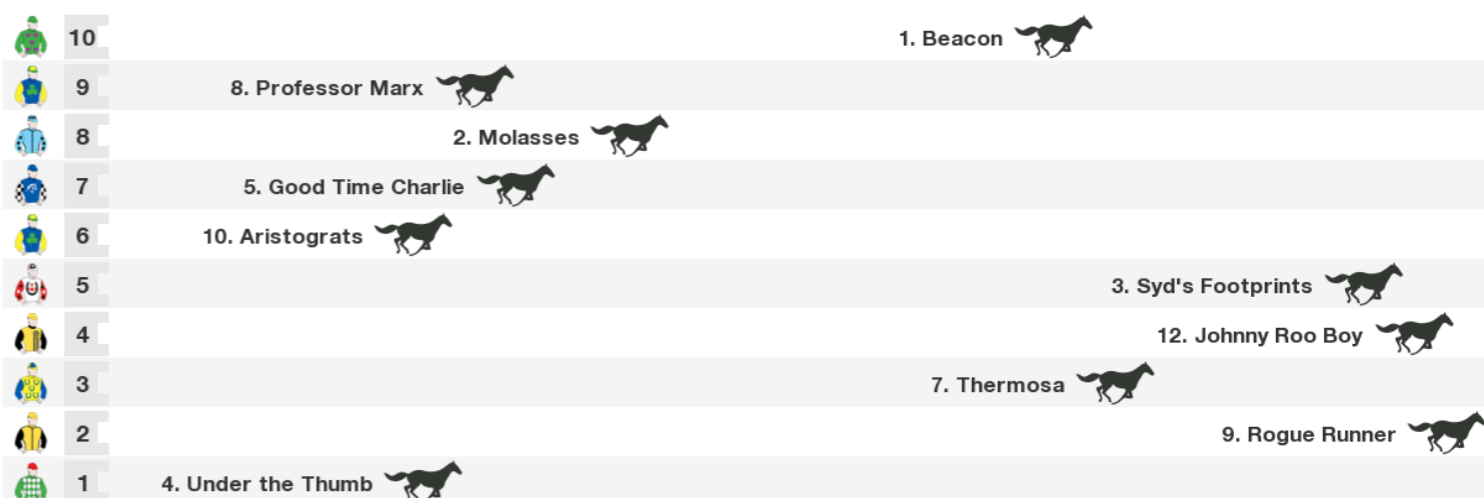 10 1. Beacon
9 8. Professor Marx
8 2. Molasses
7 5. Good Time Charlie
6 10. Aristograts
5 3. Syd's Footprints
4 12. Johnny Roo Boy
3 7. Thermosa
2 9. Rogue Runner
1 4. Under the Thumb